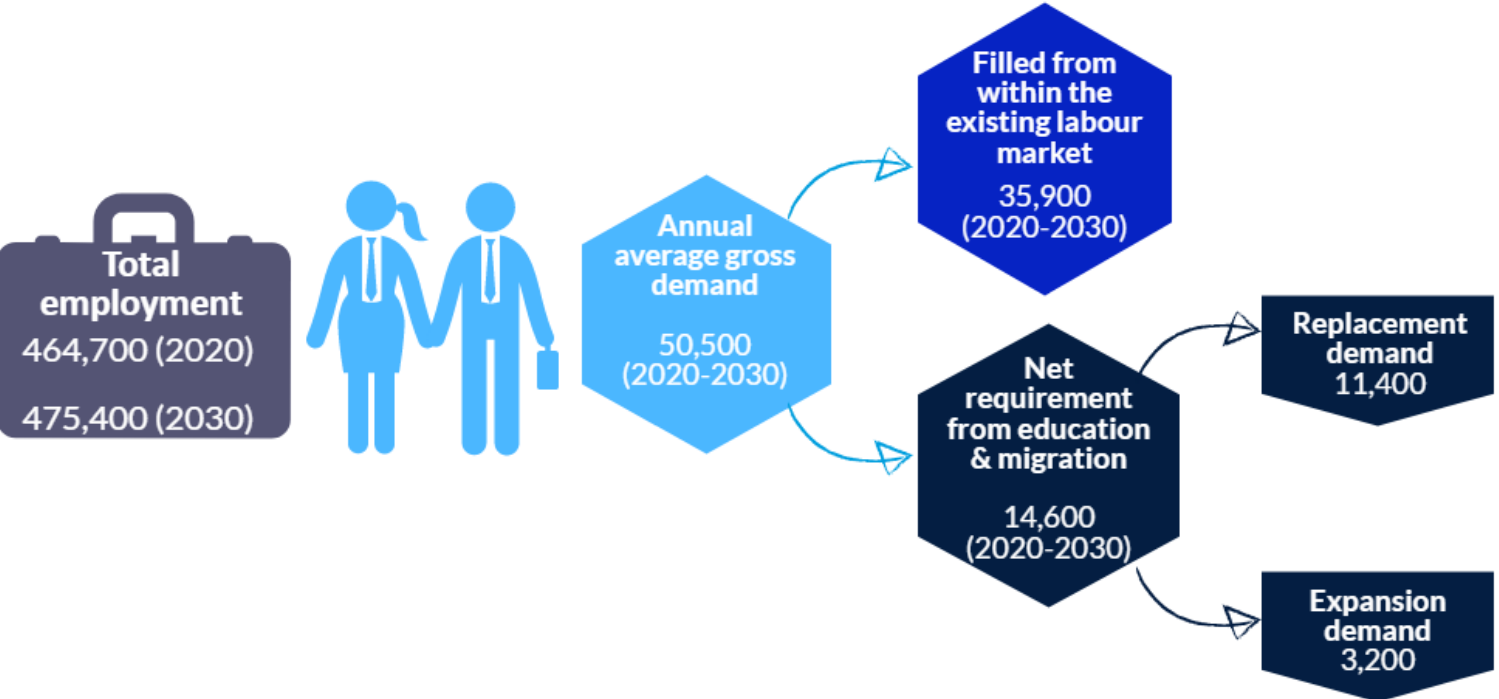 Total
employment
464,700 (2020)
475,400 (2030)
Annual
average gross
demand
50,500
(2020-2030)
Filled from
within the
existing labour
market
35,900
(2020-2030)
Net
requirement
from education
& migration
14,600
(2020-2030)
Replacement
demand
11,400
Expansion
demand
3,200